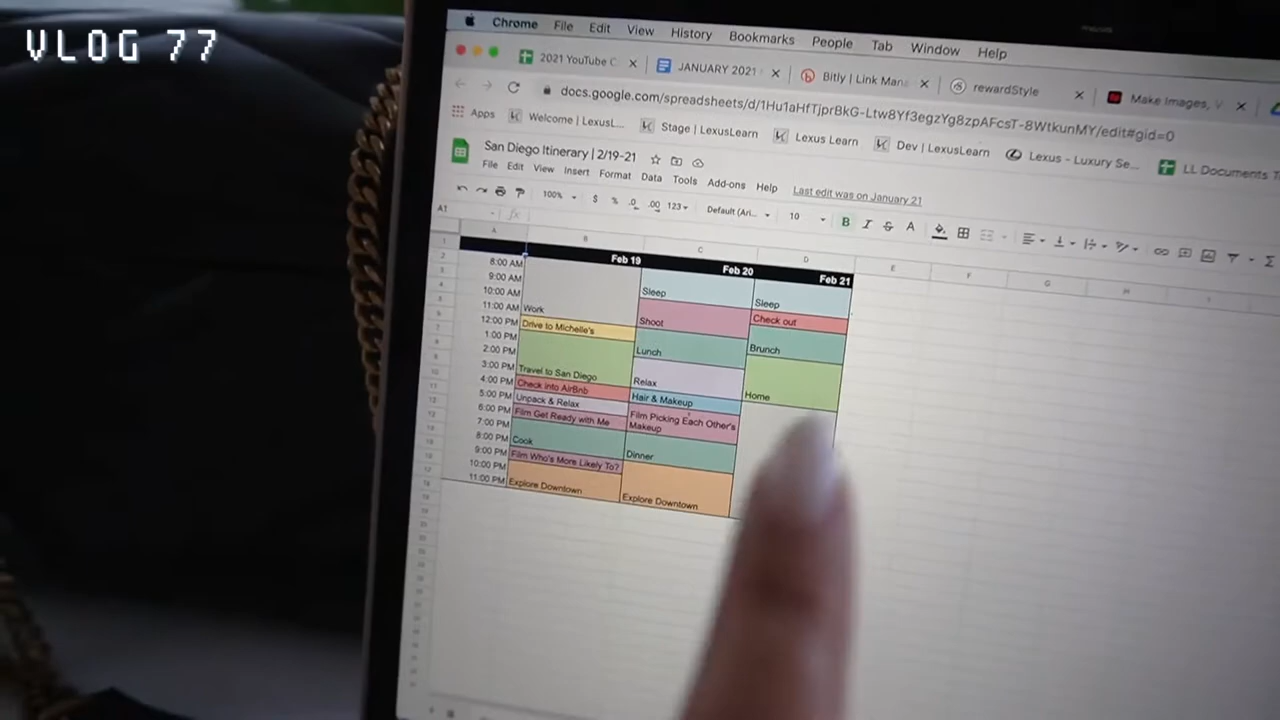 VLOG 77
Chrome File Edit View History Bookmarks People Tab Window Help
2021 YouTube C JANUARY 2021 Bitly | Link Man rewardStyle Make Images, V
docs.google.com/spreadsheets/d/1Hu1aHfTjprBkG-Ltw8Yf3egzYg8zpAFcsT-8WtkunMY/edit#gid=0
Apps Welcome | LexusL... Stage | LexusLearn Lexus Learn Dev | LexusLearn Lexus - Luxury Se... LL Documents T
San Diego Itinerary | 2/19-21
File Edit View Insert Format Data Tools Add-ons Help Last edit was on January 21
100% $ % .0 .00 123 Default (Ari... 10 B I S A
A1
A B C D E F G H
Feb 19 Feb 20 Feb 21
8:00 AM
9:00 AM Sleep Sleep
10:00 AM
11:00 AM Work Shoot Check out
12:00 PM Drive to Michelle's
1:00 PM Lunch Brunch
2:00 PM
3:00 PM Travel to San Diego Relax Home
4:00 PM Check into AirBnb Hair & Makeup
5:00 PM Unpack & Relax Film Picking Each Other's
6:00 PM Film Get Ready with Me Makeup
7:00 PM
8:00 PM Cook Dinner
9:00 PM Film Who's More Likely To?
10:00 PM
11:00 PM Explore Downtown Explore Downtown